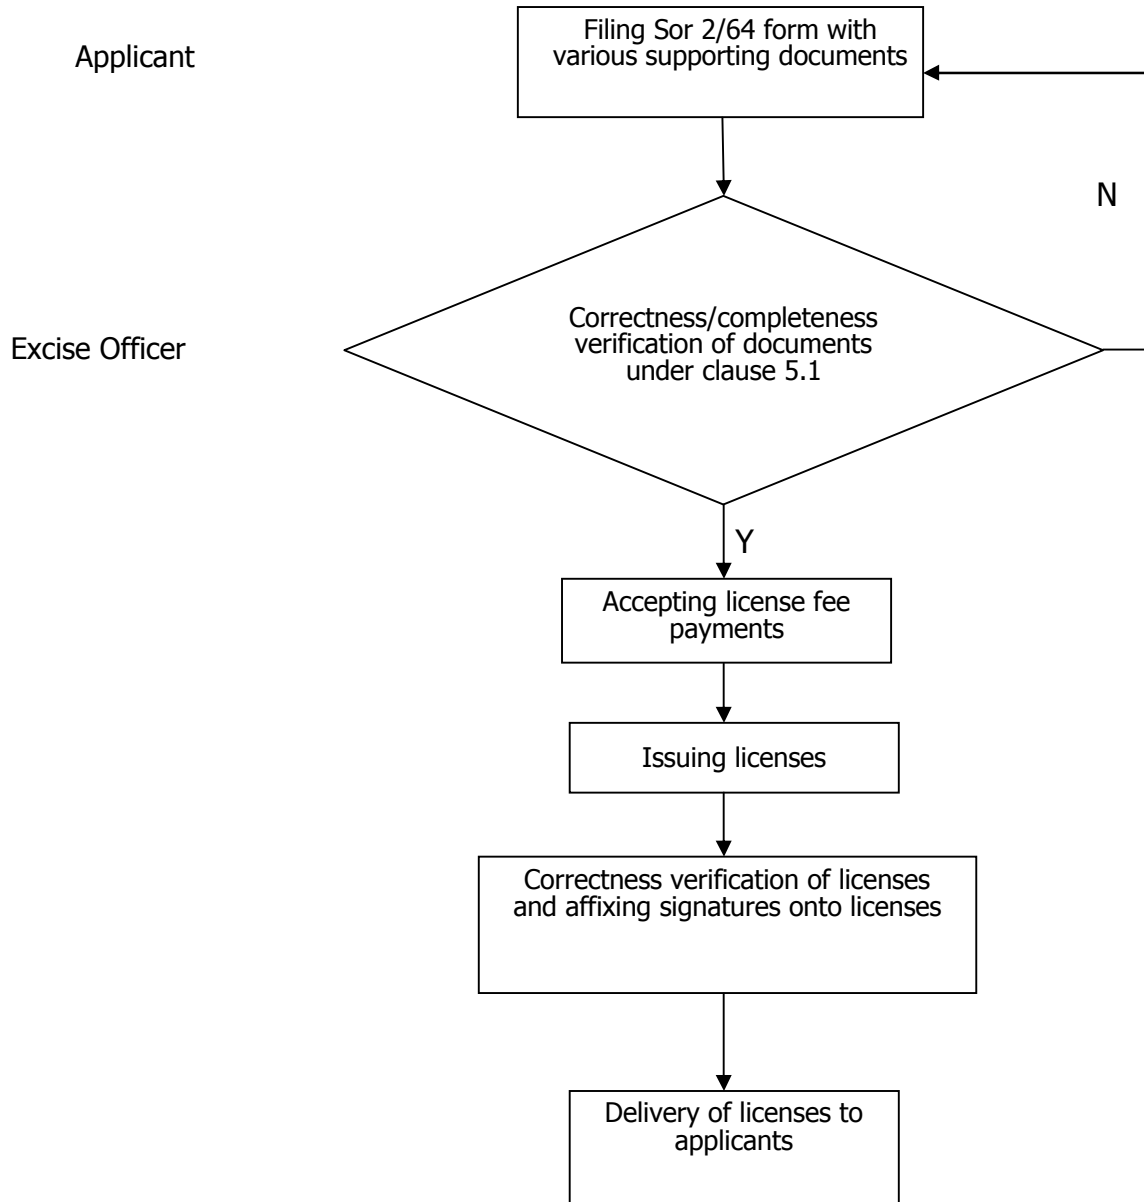 Applicant
Filing Sor 2/64 form with
various supporting documents
N
Excise Officer
Correctness/completeness
verification of documents
under clause 5.1
Y
Accepting license fee
payments
Issuing licenses
Correctness verification of licenses
and affixing signatures onto licenses
Delivery of licenses to
applicants